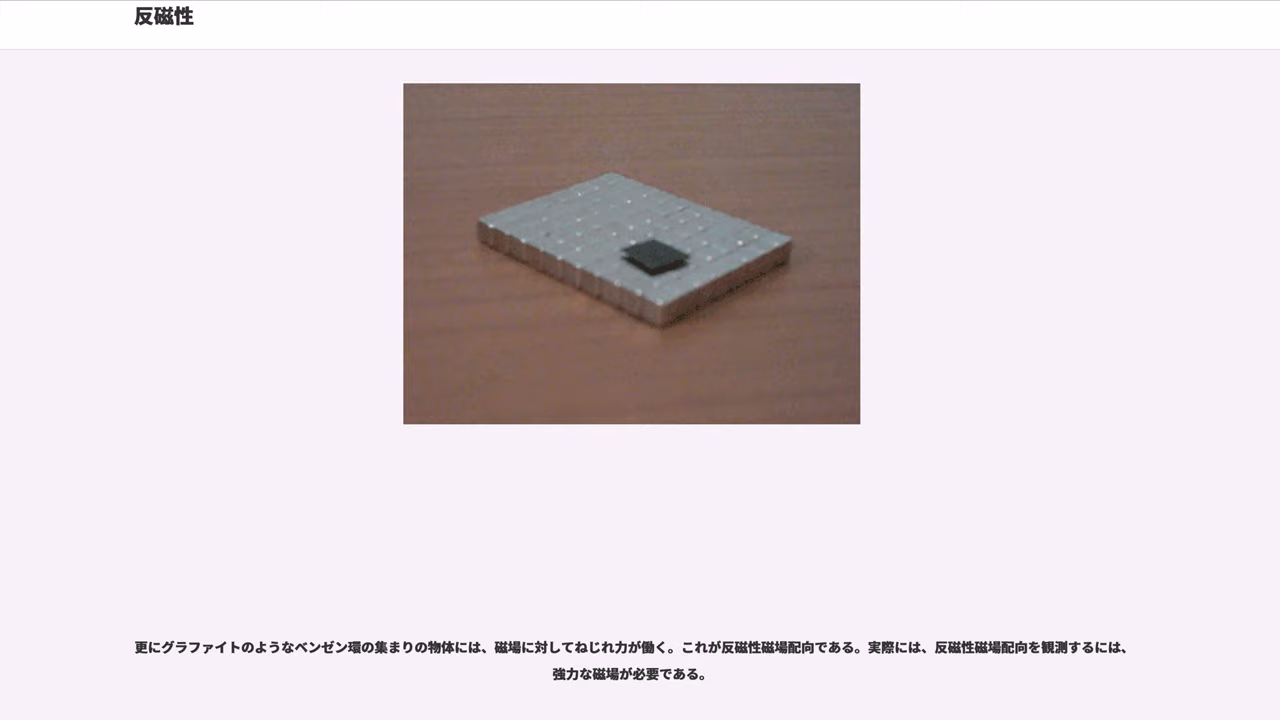 反磁性
更にグラファイトのようなベンゼン環の集まりの物体には、磁場に対してねじれ力が働く。これが反磁性磁場配向である。実際には、反磁性磁場配向を観測するには、
強力な磁場が必要である。